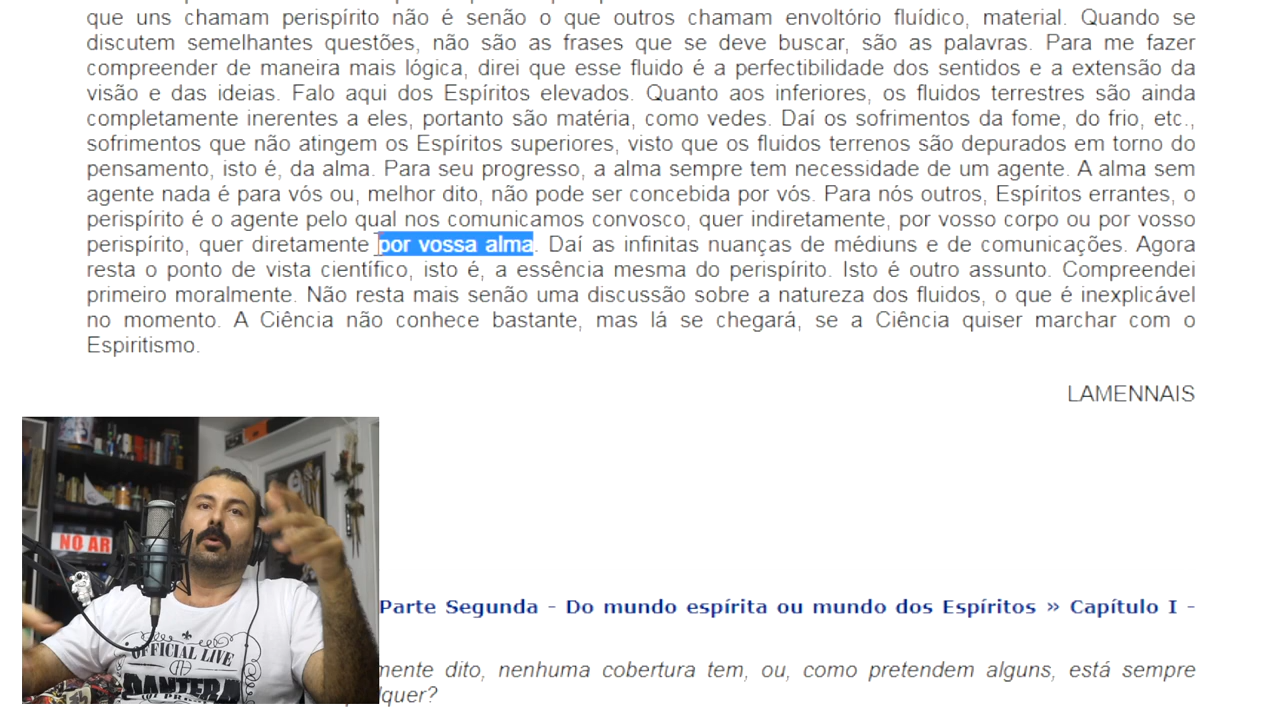 que uns chamam perispírito não é senão o que outros chamam envoltório fluídico, material. Quando se
discutem semelhantes questões, não são as frases que se deve buscar, são as palavras. Para me fazer
compreender de maneira mais lógica, direi que esse fluido é a perfectibilidade dos sentidos e a extensão da
visão e das ideias. Falo aqui dos Espíritos elevados. Quanto aos inferiores, os fluidos terrestres são ainda
completamente inerentes a eles, portanto são matéria, como vedes. Daí os sofrimentos da fome, do frio, etc.,
sofrimentos que não atingem os Espíritos superiores, visto que os fluidos terrenos são depurados em torno do
pensamento, isto é, da alma. Para seu progresso, a alma sempre tem necessidade de um agente. A alma sem
agente nada é para vós ou, melhor dito, não pode ser concebida por vós. Para nós outros, Espíritos errantes, o
perispírito é o agente pelo qual nos comunicamos convosco, quer indiretamente, por vosso corpo ou por vosso
perispírito, quer diretamente por vossa alma. Daí as infinitas nuanças de médiuns e de comunicações. Agora
resta o ponto de vista científico, isto é, a essência mesma do perispírito. Isto é outro assunto. Compreendei
primeiro moralmente. Não resta mais senão uma discussão sobre a natureza dos fluidos, o que é inexplicável
no momento. A Ciência não conhece bastante, mas lá se chegará, se a Ciência quiser marchar com o
Espiritismo.
LAMENNAIS
NO AR
OFFICIAL LIVE
PANTERA
Parte Segunda - Do mundo espírita ou mundo dos Espíritos » Capítulo I -
mente dito, nenhuma cobertura tem, ou, como pretendem alguns, está sempre
lquer?